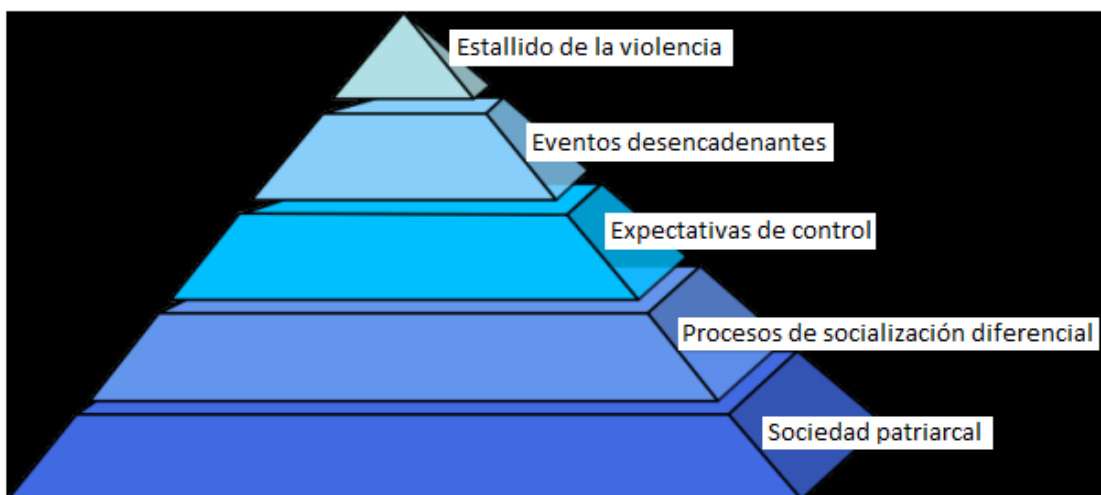 Estallido de la violencia
Eventos desencadenantes
Expectativas de control
Procesos de socialización diferencial
Sociedad patriarcal